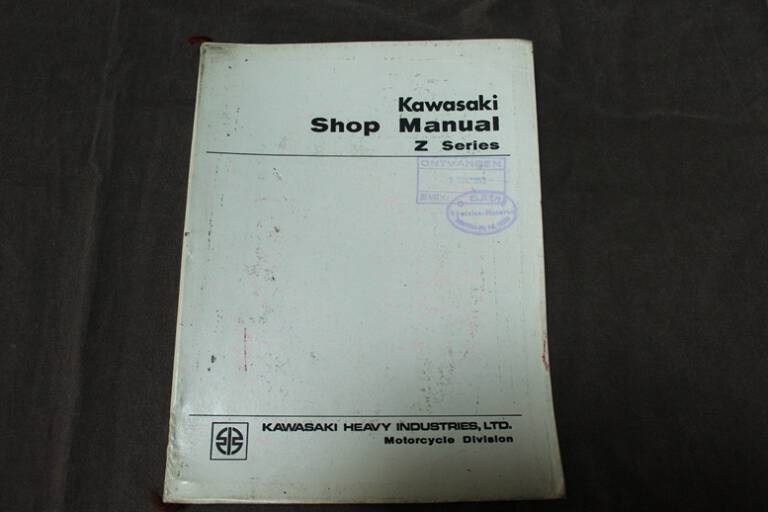 Kawasaki
Shop Manual
Z Series
ONTVANGEN
KAWASAKI HEAVY INDUSTRIES, LTD.
Motorcycle Division